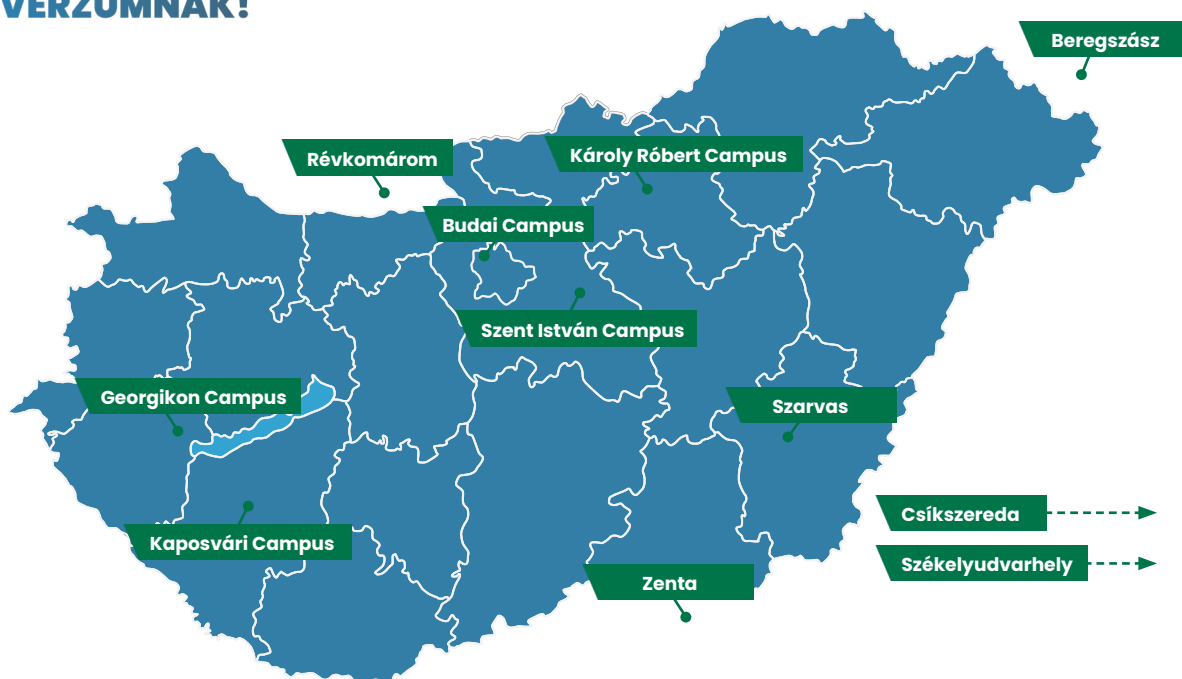 VERZUMNAK!
Beregszász
Révkomárom
Károly Róbert Campus
Budai Campus
Szent István Campus
Georgikon Campus
Szarvas
Csíkszereda
Kaposvári Campus
Székelyudvarhely
Zenta